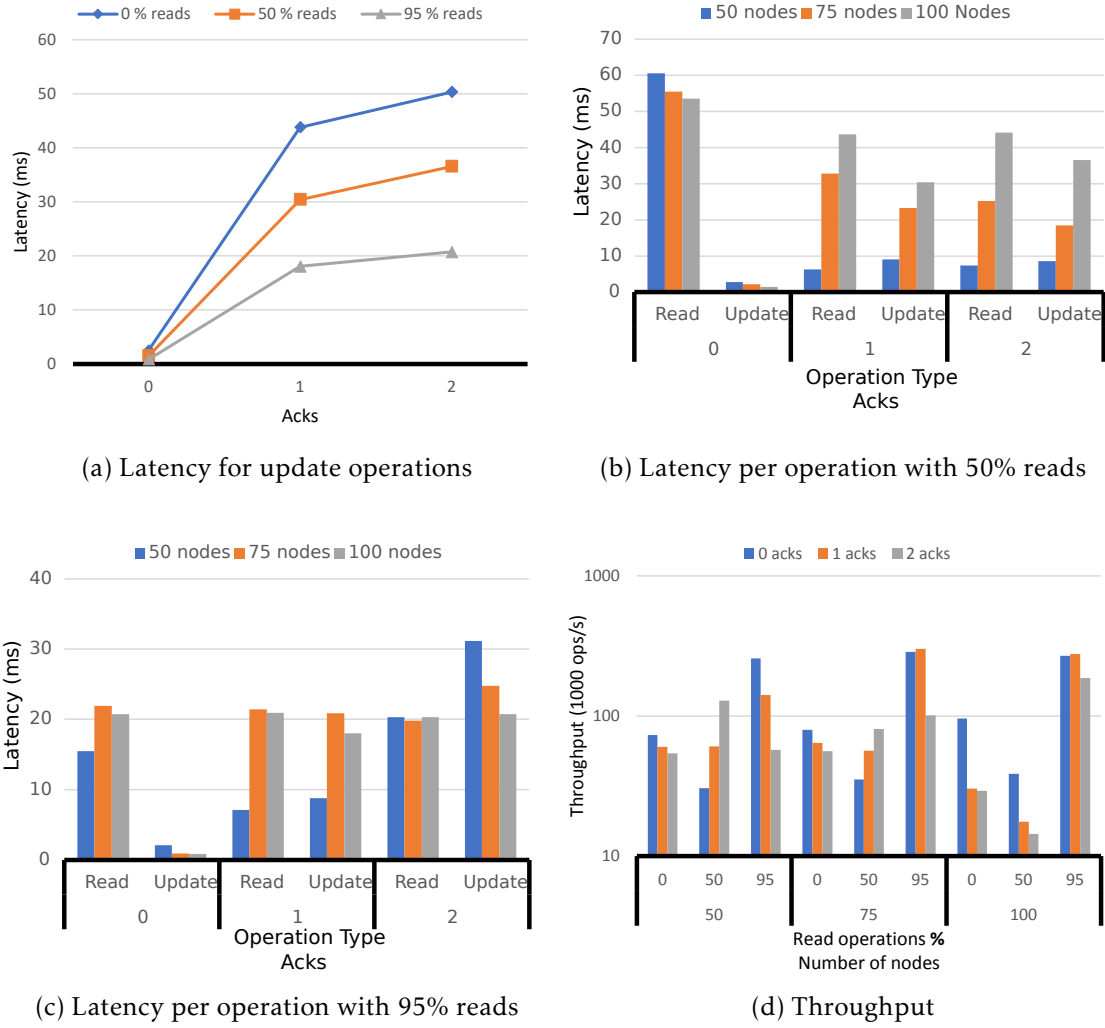 0 % reads 50 % reads 95 % reads
60
50
40
30
20
10
0
Latency (ms)
0 1 2
Acks
(a) Latency for update operations
50 nodes 75 nodes 100 Nodes
70
60
50
40
30
20
10
0
Latency (ms)
Read Update Read Update Read Update
0 1 2
Operation Type
Acks
(b) Latency per operation with 50% reads
50 nodes 75 nodes 100 nodes
40
30
20
10
0
Latency (ms)
Read Update Read Update Read Update
0 1 2
Operation Type
Acks
(c) Latency per operation with 95% reads
0 acks 1 acks 2 acks
1000
100
10
Throughput (1000 ops/s)
0 50 95 0 50 95 0 50 95
50 75 100
Read operations %
Number of nodes
(d) Throughput